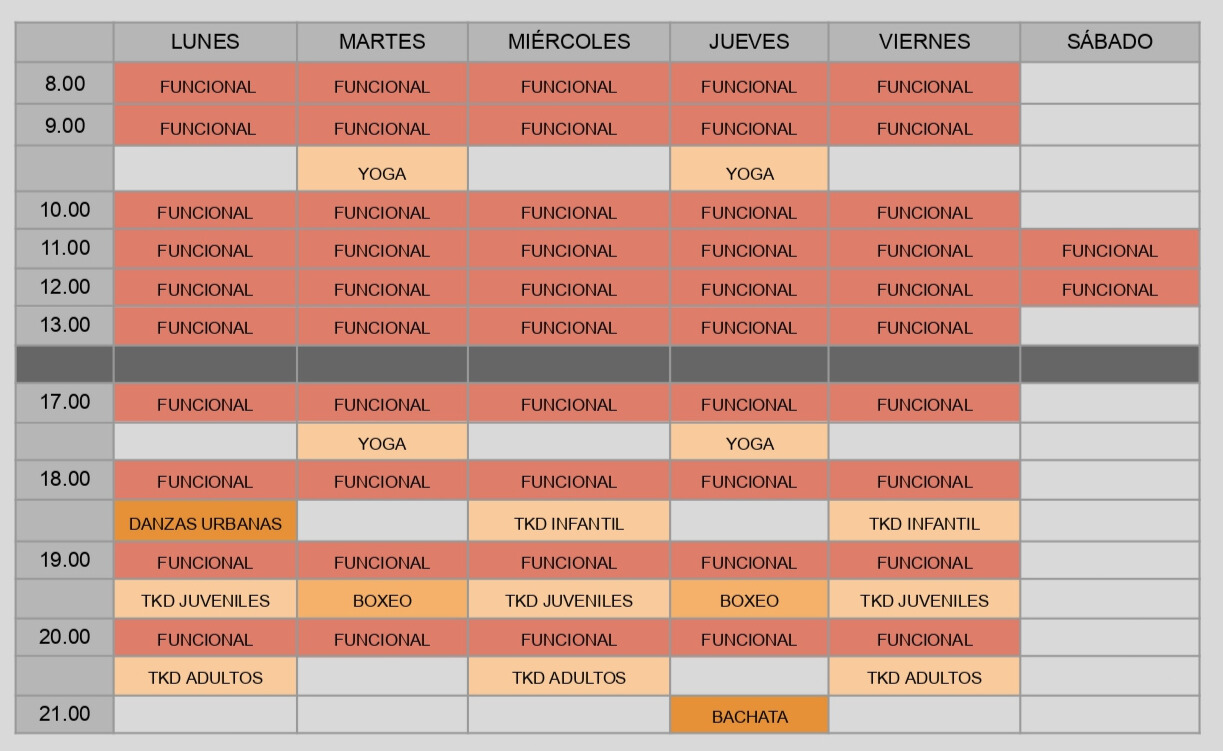 LUNES MARTES MIÉRCOLES JUEVES VIERNES SÁBADO
8.00 FUNCIONAL FUNCIONAL FUNCIONAL FUNCIONAL FUNCIONAL
9.00 FUNCIONAL FUNCIONAL FUNCIONAL FUNCIONAL FUNCIONAL
YOGA YOGA
10.00 FUNCIONAL FUNCIONAL FUNCIONAL FUNCIONAL FUNCIONAL
11.00 FUNCIONAL FUNCIONAL FUNCIONAL FUNCIONAL FUNCIONAL FUNCIONAL
12.00 FUNCIONAL FUNCIONAL FUNCIONAL FUNCIONAL FUNCIONAL FUNCIONAL
13.00 FUNCIONAL FUNCIONAL FUNCIONAL FUNCIONAL FUNCIONAL
17.00 FUNCIONAL FUNCIONAL FUNCIONAL FUNCIONAL FUNCIONAL
YOGA YOGA
18.00 FUNCIONAL FUNCIONAL FUNCIONAL FUNCIONAL FUNCIONAL
DANZAS URBANAS TKD INFANTIL TKD INFANTIL
19.00 FUNCIONAL FUNCIONAL FUNCIONAL FUNCIONAL FUNCIONAL
TKD JUVENILES BOXEO TKD JUVENILES BOXEO TKD JUVENILES
20.00 FUNCIONAL FUNCIONAL FUNCIONAL FUNCIONAL FUNCIONAL
TKD ADULTOS TKD ADULTOS TKD ADULTOS
21.00 BACHATA